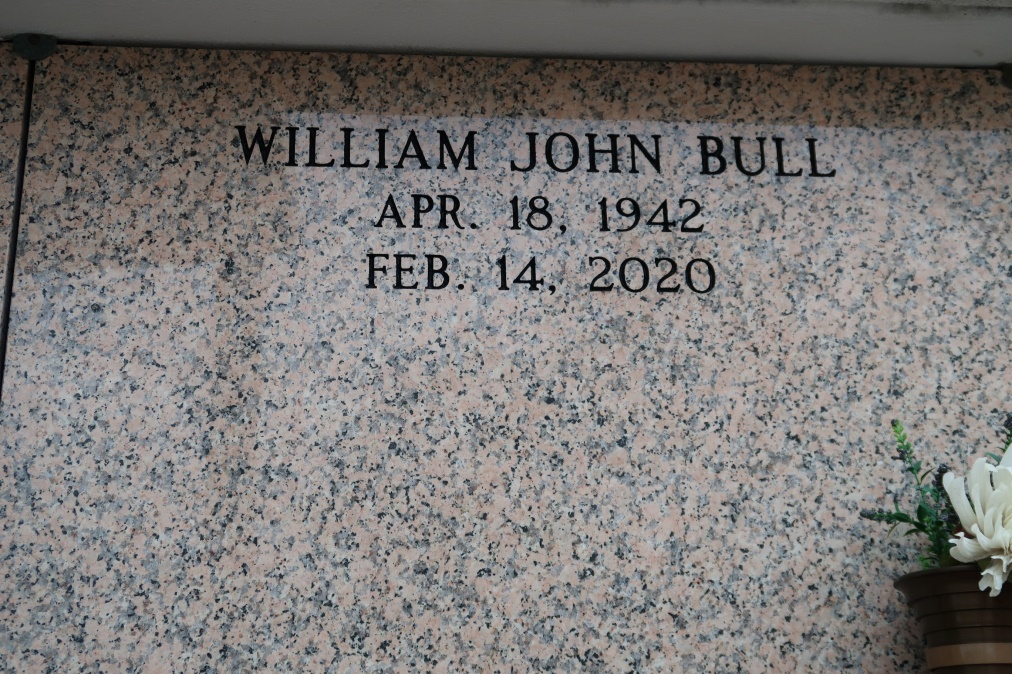 WILLIAM JOHN BULL
APR. 18, 1942
FEB. 14, 2020